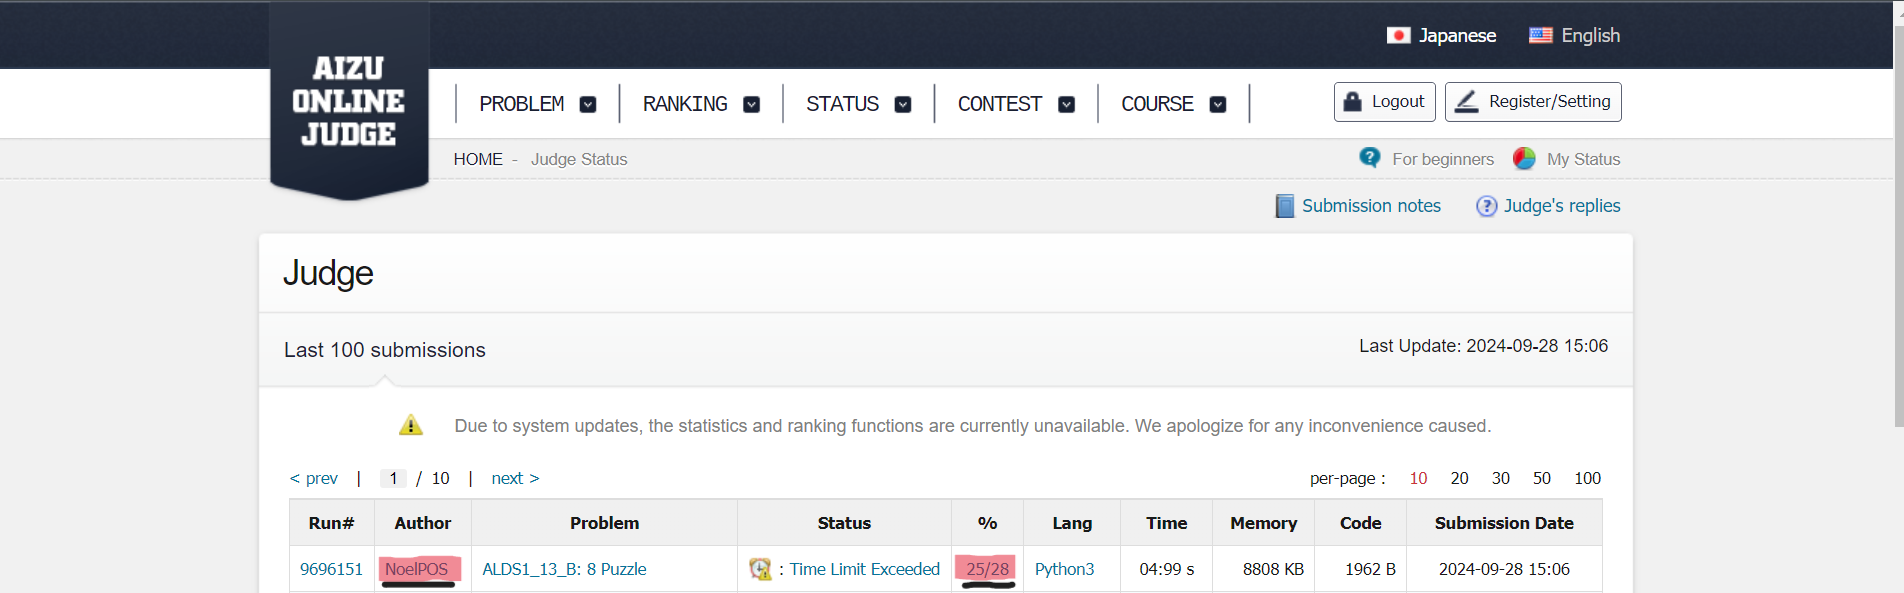 Japanese English
AIZU
ONLINE
JUDGE
PROBLEM RANKING STATUS CONTEST COURSE Logout Register/Setting
HOME - Judge Status ? For beginners My Status
Submission notes ? Judge's replies
Judge
Last 100 submissions Last Update: 2024-09-28 15:06
Due to system updates, the statistics and ranking functions are currently unavailable. We apologize for any inconvenience caused.
< prev | 1 / 10 | next > per-page : 10 20 30 50 100
Run# Author Problem Status % Lang Time Memory Code Submission Date
9696151 NoelPOS ALDS1_13_B: 8 Puzzle : Time Limit Exceeded 25/28 Python3 04:99 s 8808 KB 1962 B 2024-09-28 15:06